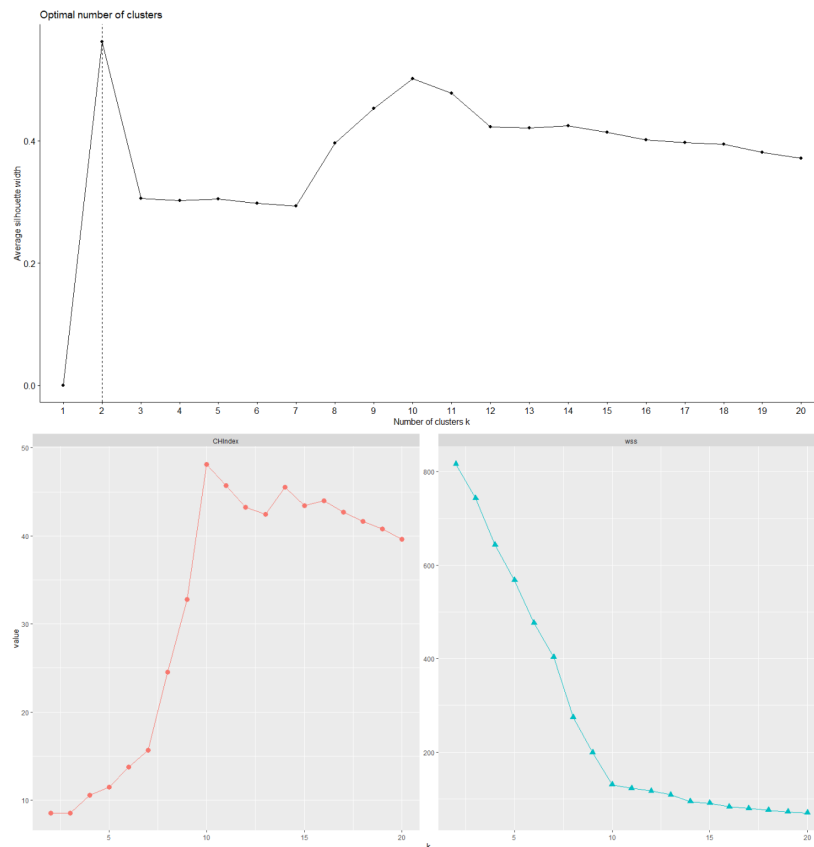 Optimal number of clusters
Average silhouette width
0.4
0.2
0.0
1 2 3 4 5 6 7 8 9 10 11 12 13 14 15 16 17 18 19 20
Number of clusters k
CHIndex
wss
value
50
40
30
20
10
5 10 15 20
800
600
400
200
5 10 15 20
k